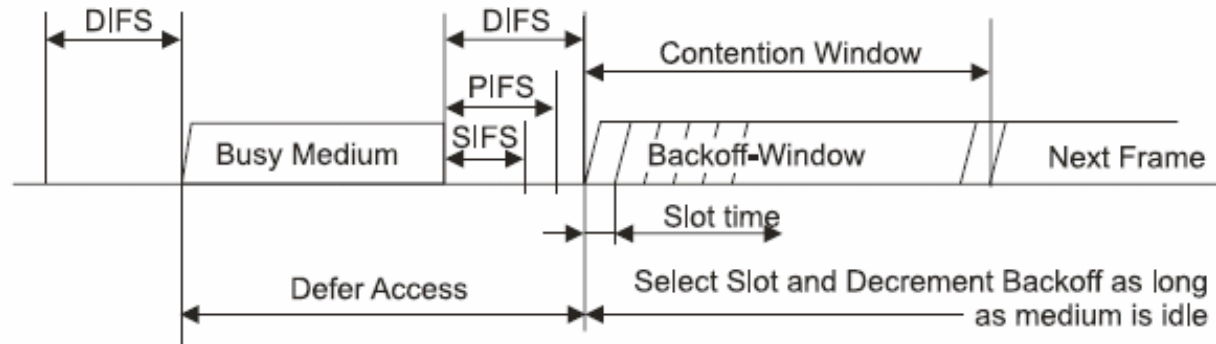 DIFS
DIFS
Contention Window
PIFS
SIFS
Busy Medium
Backoff-Window
Next Frame
Slot time
Defer Access
Select Slot and Decrement Backoff as long
as medium is idle